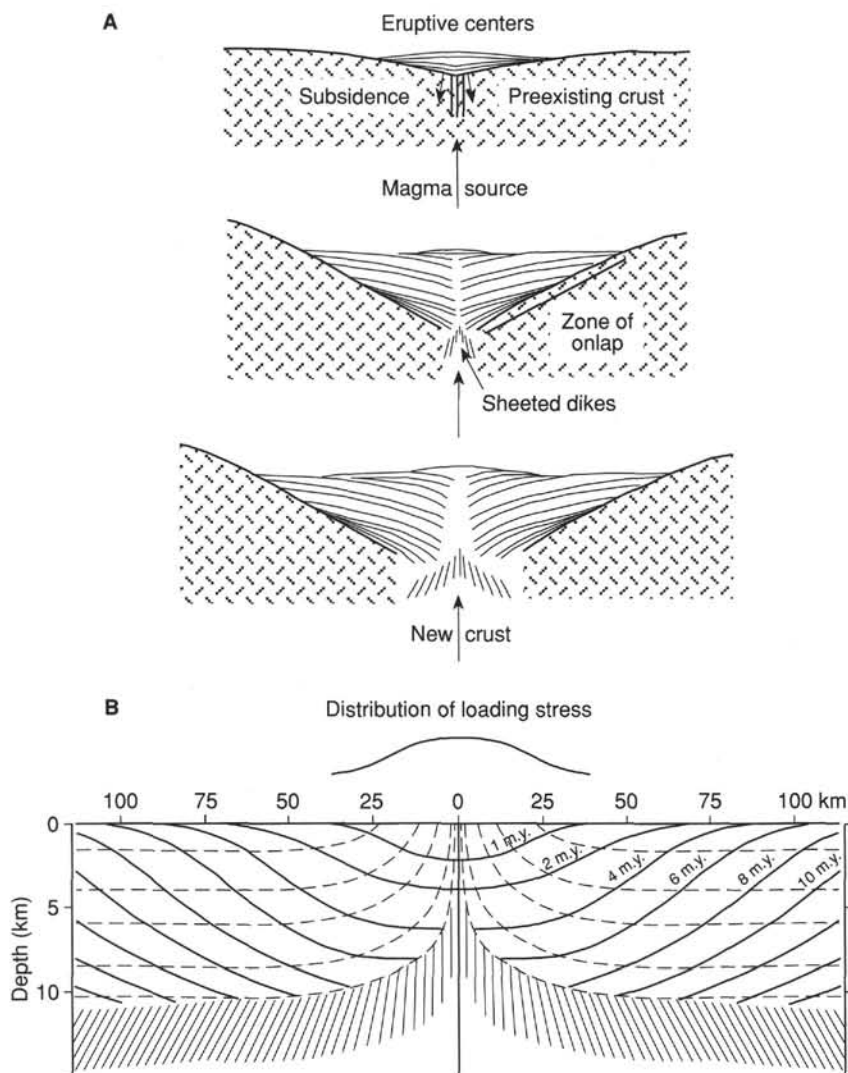 A
Eruptive centers
Subsidence
Preexisting crust
Magma source
Zone of
onlap
Sheeted dikes
New crust
B
Distribution of loading stress
100 75 50 25 0 25 50 75 100 km
0
1 m.y.
2 m.y.
4 m.y.
6 m.y.
8 m.y.
10 m.y.
5
10
Depth (km)